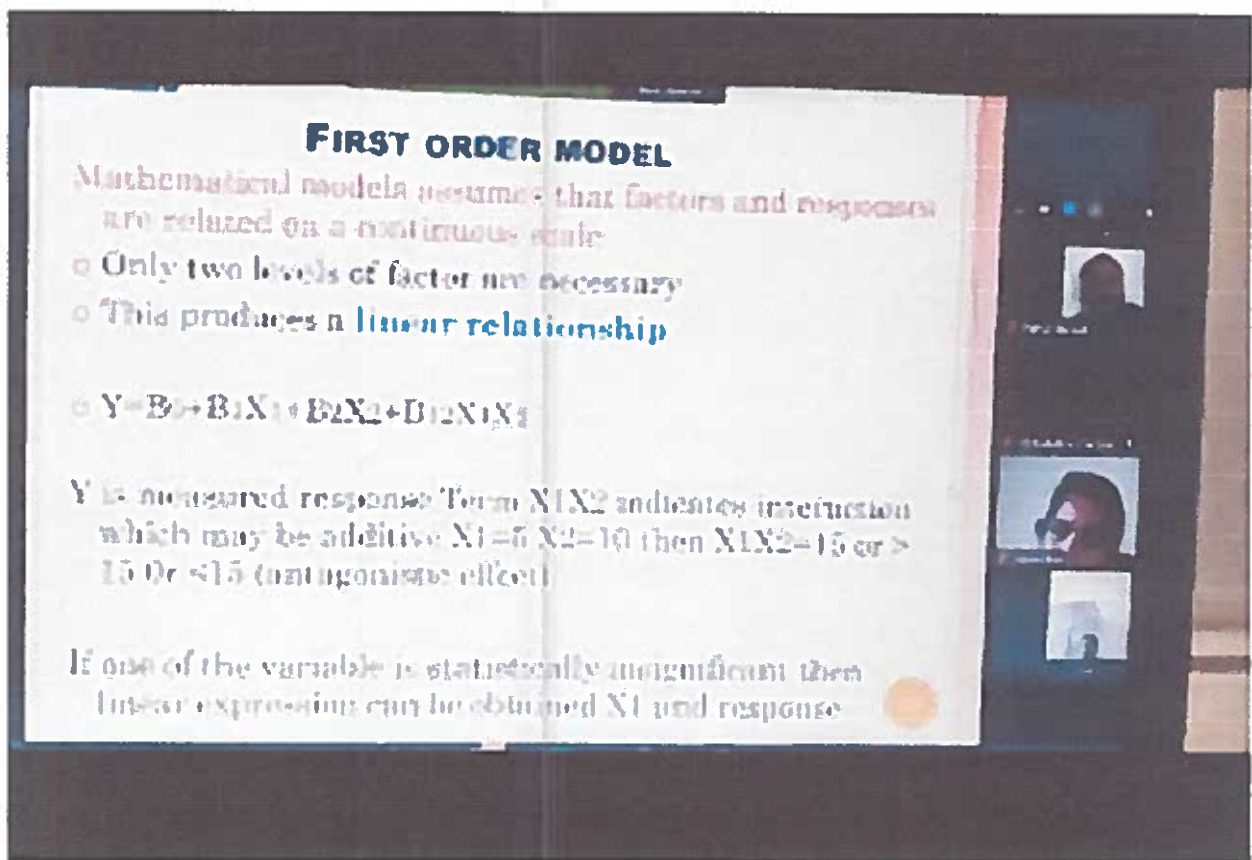 FIRST ORDER MODEL
Mathematical models assumes that factors and responses
are related on a continuous scale
Only two levels of factor are necessary
This produces a linear relationship
Y=B0+B1X1+B2X2+B12X1X2
Y is measured response Term X1X2 indicates interaction
which may be additive X1=5 X2=10 then X1X2=15 or >
15 Or <15 (antagonistic effect)
If one of the variable is statistically insignificant then
linear expression can be obtained X1 and response